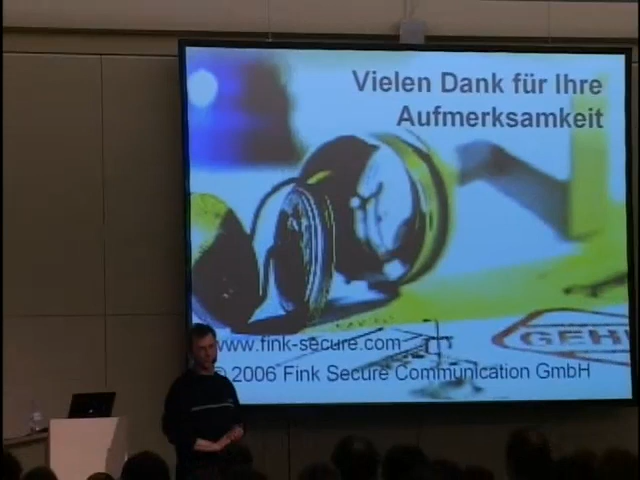 Vielen Dank für Ihre
Aufmerksamkeit
www.fink-secure.com
© 2006 Fink Secure Communication GmbH